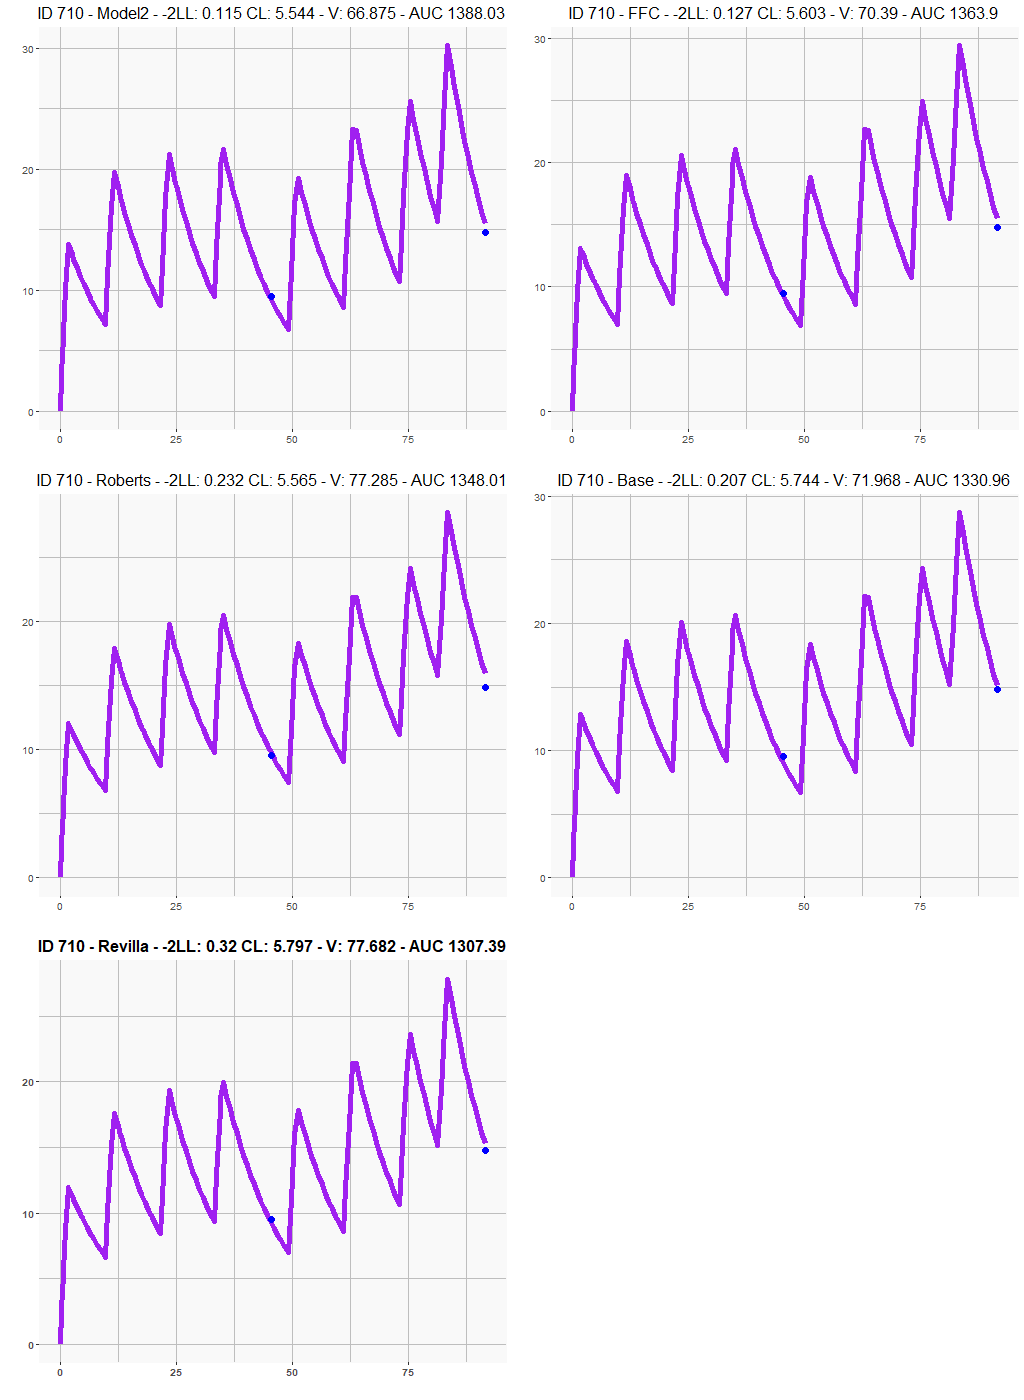 ID 710 - Model2 - -2LL: 0.115 CL: 5.544 - V: 66.875 - AUC 1388.03
30
20
10
0
0 25 50 75
ID 710 - FFC - -2LL: 0.127 CL: 5.603 - V: 70.39 - AUC 1363.9
30
20
10
0
0 25 50 75
ID 710 - Roberts - -2LL: 0.232 CL: 5.565 - V: 77.285 - AUC 1348.01
20
10
0
0 25 50 75
ID 710 - Base - -2LL: 0.207 CL: 5.744 - V: 71.968 - AUC 1330.96
30
20
10
0
0 25 50 75
ID 710 - Revilla - -2LL: 0.32 CL: 5.797 - V: 77.682 - AUC 1307.39
20
10
0
0 25 50 75